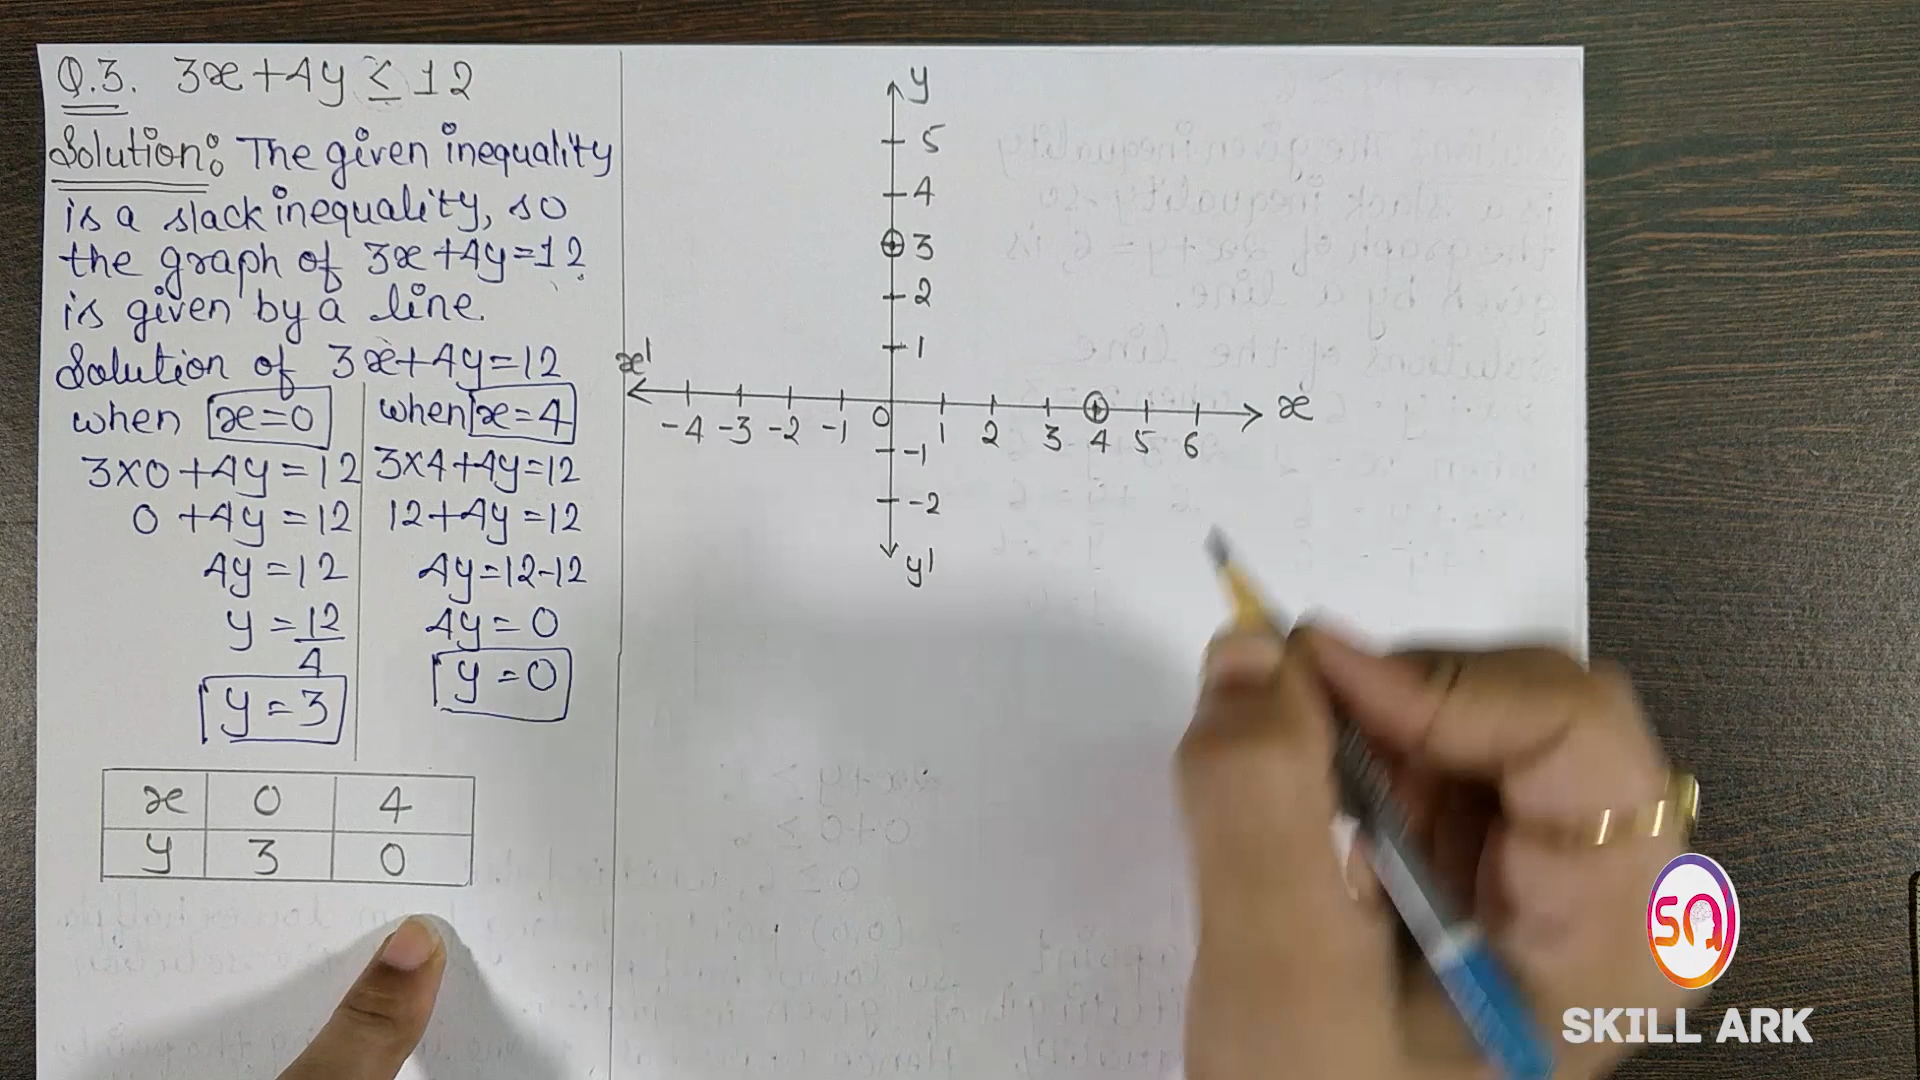 Q.3. 3x+4y ≤ 12
Solution: The given inequality
is a slack inequality, so
the graph of 3x+4y=12
is given by a line.
Solution of 3x+4y=12
when x=0
3×0+4y=12
0+4y=12
4y=12
y=12/4
y=3
when x=4
3×4+4y=12
12+4y=12
4y=12-12
4y=0
y=0
x 0 4
y 3 0
y
5
4
3
2
1
x'
-4 -3 -2 -1 0 1 2 3 4 5 6
x
-1
-2
y'
SA
SKILL ARK